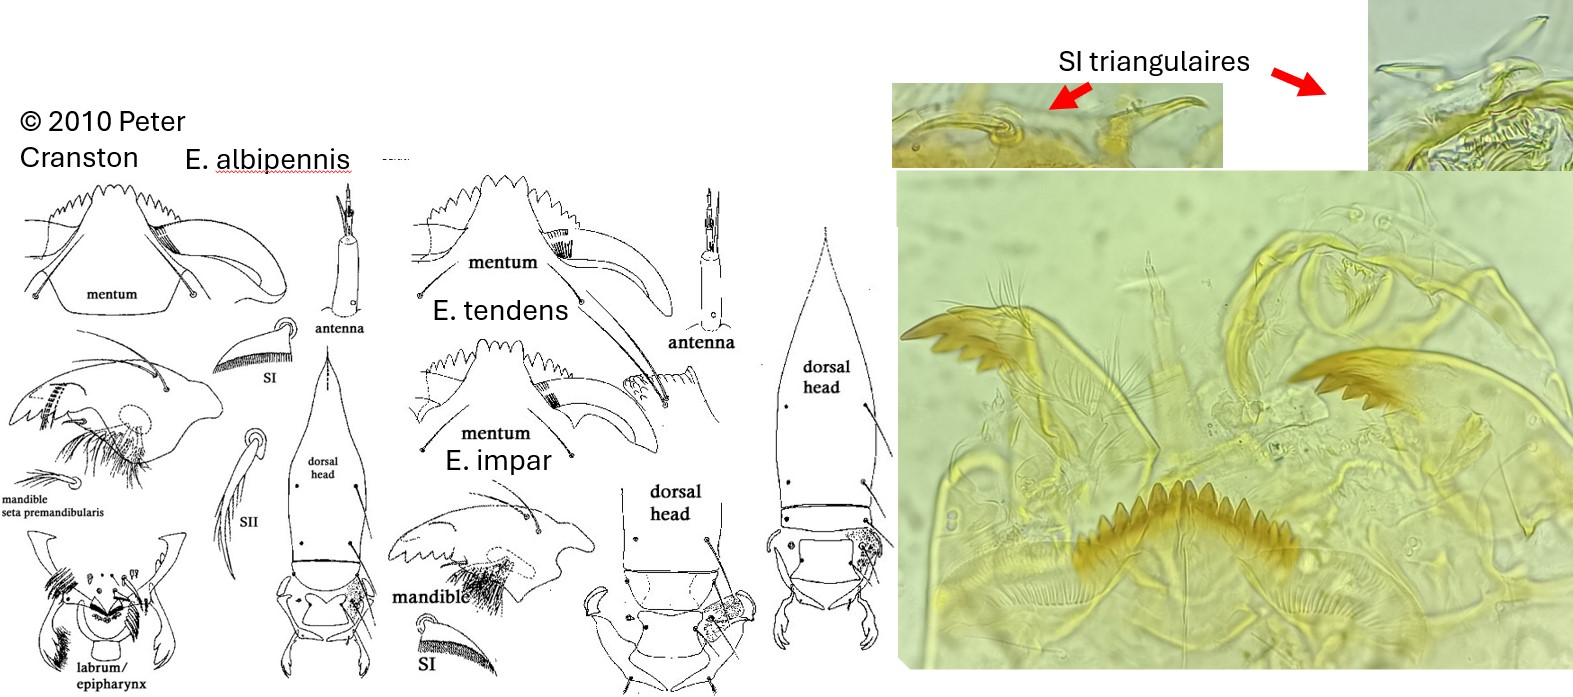 SI triangulaires
© 2010 Peter
Cranston
E. albipennis
mentum
antenna
SI
mandible
seta premandibularis
SII
dorsal
head
labrum/
epipharynx
mentum
E. tendens
antenna
mentum
E. impar
dorsal
head
mandible
SI
dorsal
head